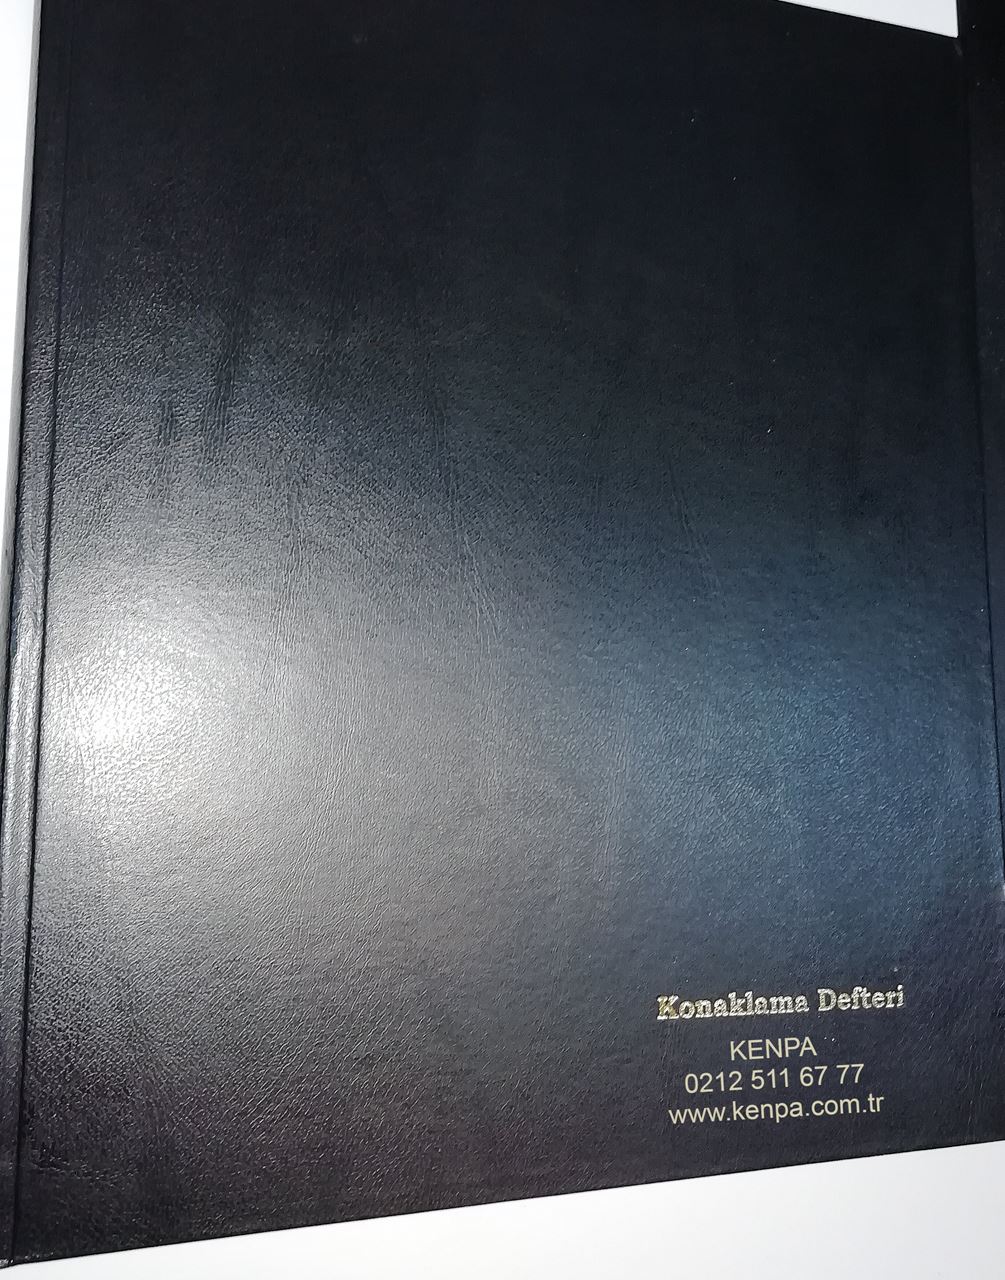 Konaklama Defteri
KENPA
0212 511 67 77
www.kenpa.com.tr